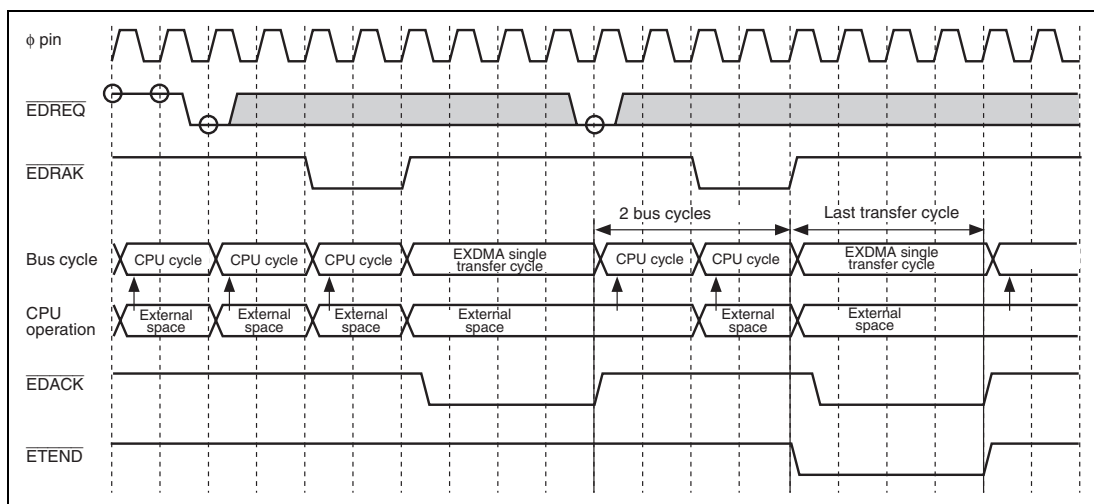 φ pin
EDREQ
EDRAK
2 bus cycles
Last transfer cycle
Bus cycle
CPU cycle
CPU cycle
CPU cycle
EXDMA single
transfer cycle
CPU cycle
CPU cycle
EXDMA single
transfer cycle
CPU
operation
External
space
External
space
External
space
External
space
External
space
External
space
EDACK
ETEND